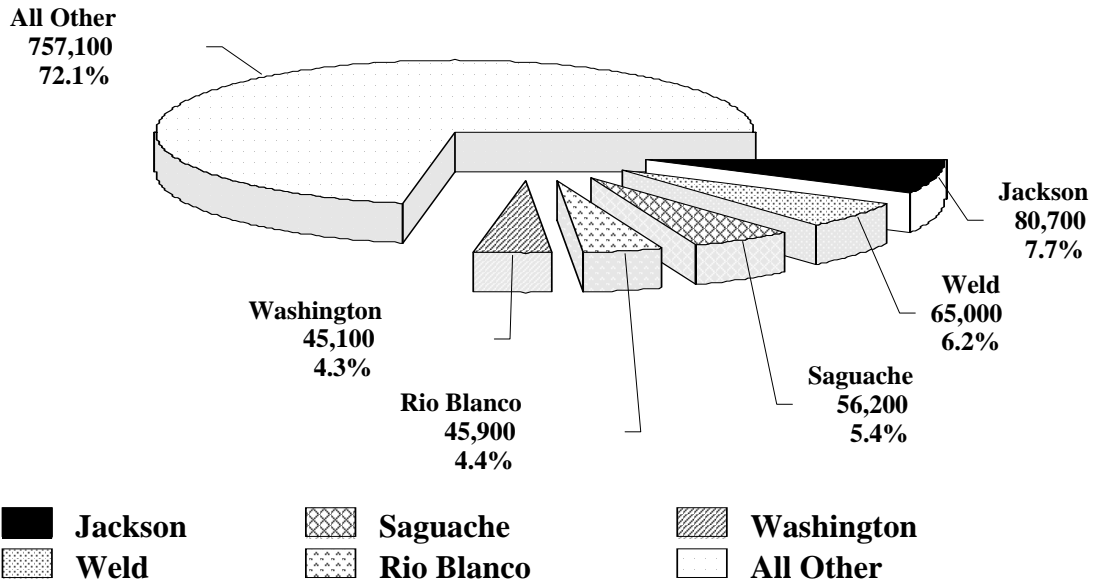 All Other
757,100
72.1%
Jackson
80,700
7.7%
Weld
65,000
6.2%
Washington
45,100
4.3%
Saguache
56,200
5.4%
Rio Blanco
45,900
4.4%
Jackson
Saguache
Washington
Weld
Rio Blanco
All Other